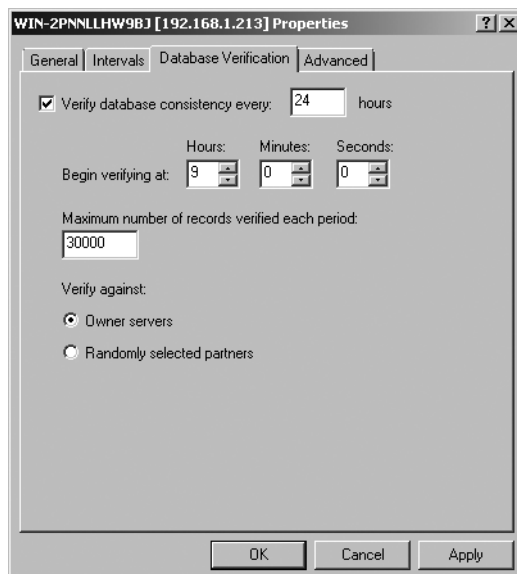 WIN-2PNNLLHW9BJ [192.168.1.213] Properties
General Intervals Database Verification Advanced
Verify database consistency every: 24 hours
Hours: Minutes: Seconds:
Begin verifying at: 9 0 0
Maximum number of records verified each period:
30000
Verify against:
Owner servers
Randomly selected partners
OK Cancel Apply